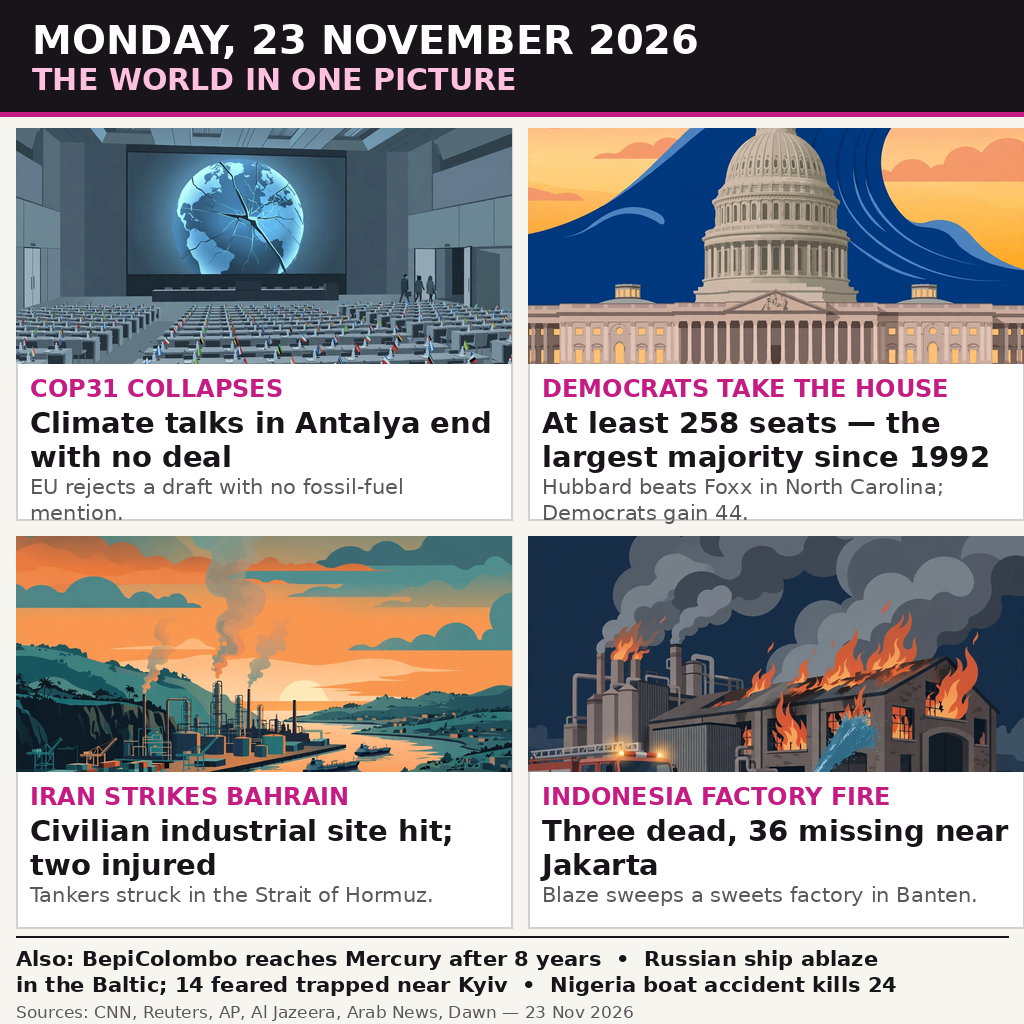 MONDAY, 23 NOVEMBER 2026
THE WORLD IN ONE PICTURE
COP31 COLLAPSES
Climate talks in Antalya end
with no deal
EU rejects a draft with no fossil-fuel
mention.
DEMOCRATS TAKE THE HOUSE
At least 258 seats — the
largest majority since 1992
Hubbard beats Foxx in North Carolina;
Democrats gain 44.
IRAN STRIKES BAHRAIN
Civilian industrial site hit;
two injured
Tankers struck in the Strait of Hormuz.
INDONESIA FACTORY FIRE
Three dead, 36 missing near
Jakarta
Blaze sweeps a sweets factory in Banten.
Also: BepiColombo reaches Mercury after 8 years • Russian ship ablaze
in the Baltic; 14 feared trapped near Kyiv • Nigeria boat accident kills 24
Sources: CNN, Reuters, AP, Al Jazeera, Arab News, Dawn — 23 Nov 2026